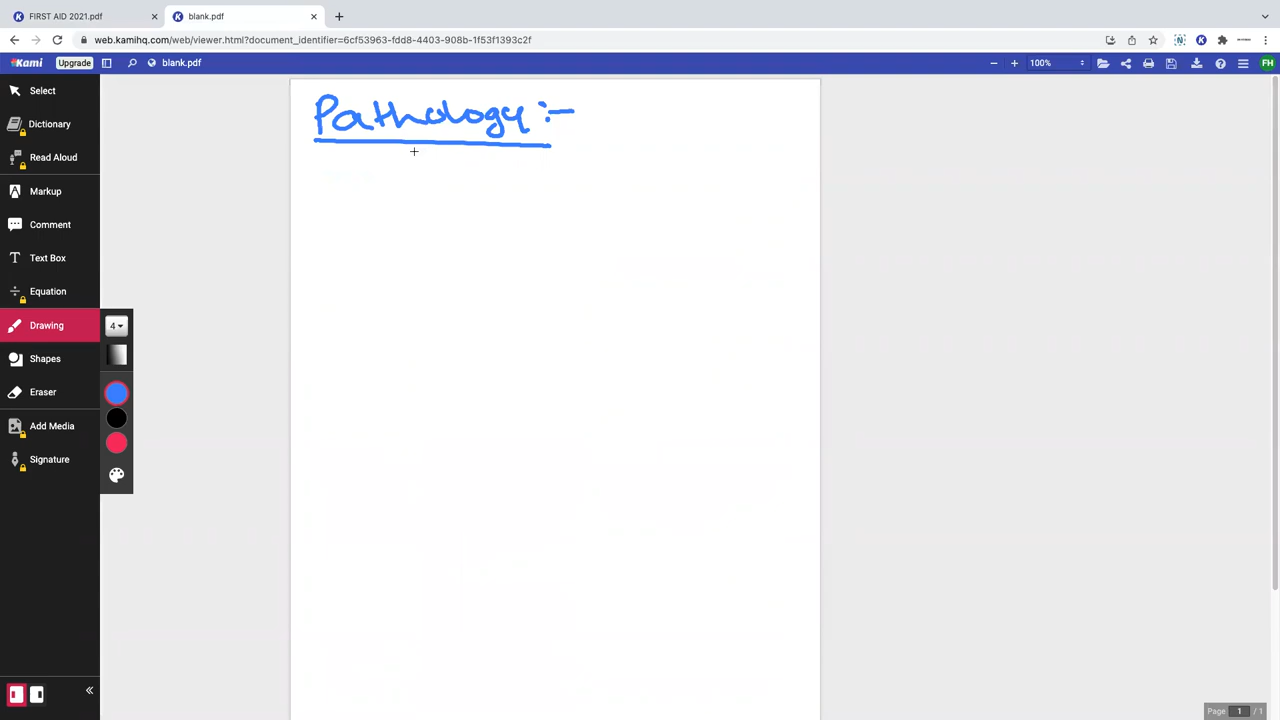 FIRST AID 2021.pdf
blank.pdf
web.kamihq.com/web/viewer.html?document_identifier=6cf53963-fdd8-4403-908b-1f53f1393c2f
Kami Upgrade blank.pdf 100% FH
Select
Dictionary
Read Aloud
Markup
Comment
Text Box
Equation
Drawing
Shapes
Eraser
Add Media
Signature
4
Pathology :-
Page 1 / 1